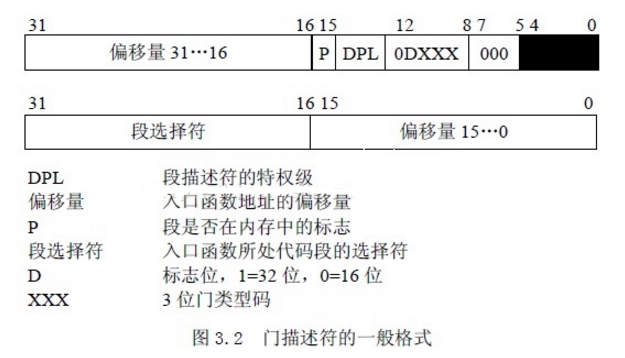 31 16 15 12 8 7 5 4 0
偏移量 31…16 P DPL 0DXXX 000
31 16 15 0
段选择符 偏移量 15…0
DPL 段描述符的特权级
偏移量 入口函数地址的偏移量
P 段是否在内存中的标志
段选择符 入口函数所处代码段的选择符
D 标志位，1=32 位，0=16 位
XXX 3 位门类型码
图 3.2 门描述符的一般格式